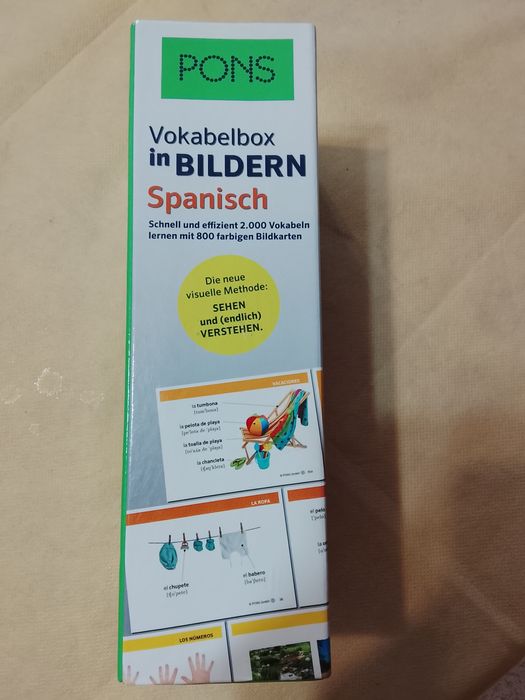 PONS
Vokabelbox
in BILDERN
Spanisch
Schnell und effizient 2.000 Vokabeln
lernen mit 800 farbigen Bildkarten
Die neue
visuelle Methode:
SEHEN
und (endlich)
VERSTEHEN.
VACACIONES
la tumbona
la pelota de playa
la toalla de playa
la chancleta
LA ROPA
el chupete
el babero
© PONS GmbH
LOS NÚMEROS